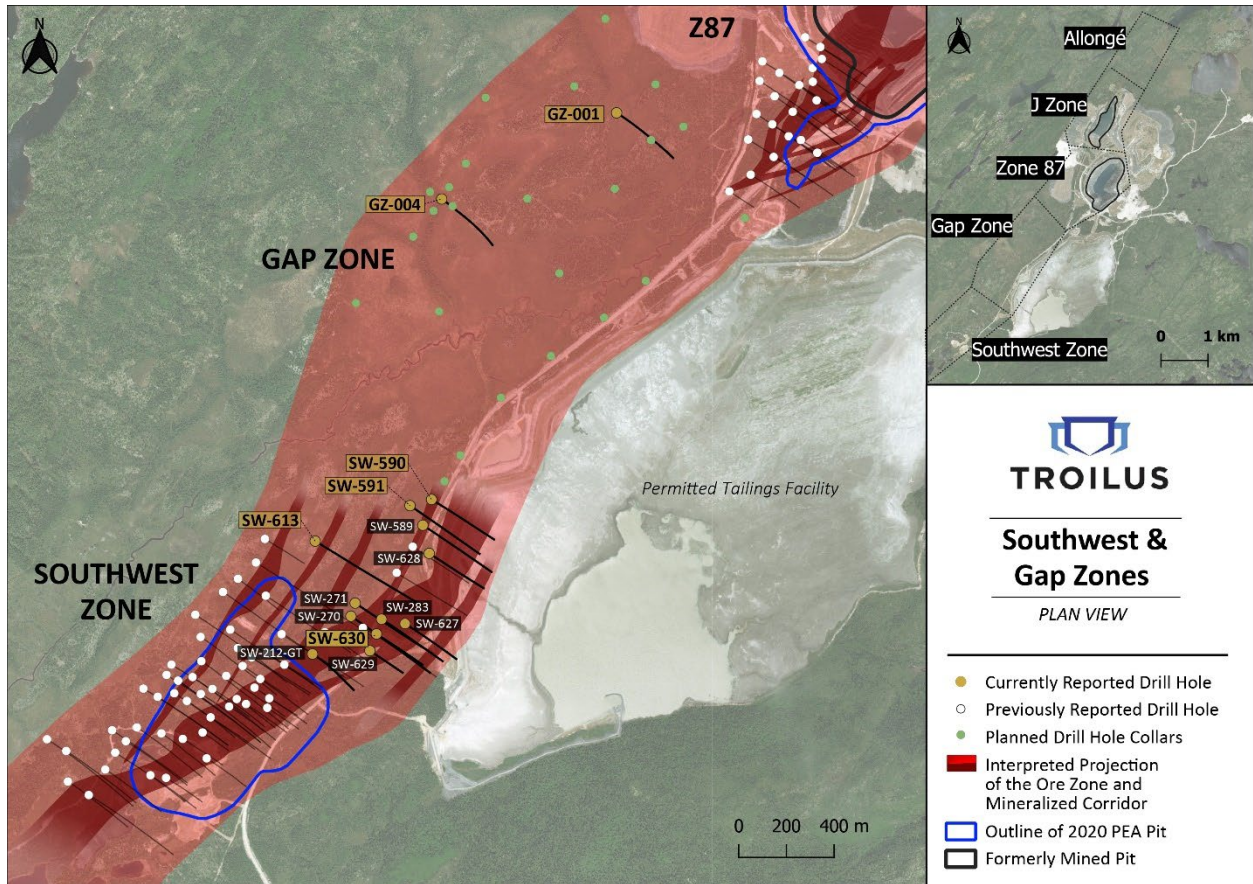 N
Z87
GZ-001
GZ-004
GAP ZONE
SW-590
SW-591
SW-589
SW-613
SW-628
SOUTHWEST
ZONE
SW-271
SW-283
SW-270
SW-627
SW-630
SW-212-GT
SW-629
Permitted Tailings Facility
0 200 400 m
N
Allongé
J Zone
Zone 87
Gap Zone
Southwest Zone
0 1 km
TROILUS
Southwest &
Gap Zones
PLAN VIEW
Currently Reported Drill Hole
Previously Reported Drill Hole
Planned Drill Hole Collars
Interpreted Projection
of the Ore Zone and
Mineralized Corridor
Outline of 2020 PEA Pit
Formerly Mined Pit